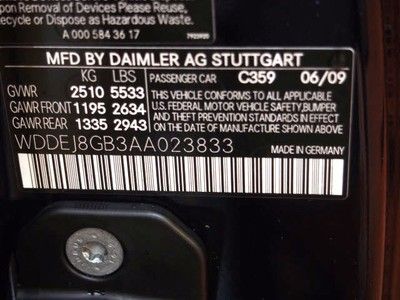 pon Removal of Devices Please Reuse,
ecycle or Dispose as Hazardous Waste.
A 000 584 36 17
MFD BY DAIMLER AG STUTTGART
KG LBS PASSENGER CAR C359 06/09
GVWR 2510 5533
GAWR FRONT 1195 2634
GAWR REAR 1335 2943
THIS VEHICLE CONFORMS TO ALL APPLICABLE
U.S. FEDERAL MOTOR VEHICLE SAFETY, BUMPER
AND THEFT PREVENTION STANDARDS IN EFFECT
ON THE DATE OF MANUFACTURE SHOWN ABOVE
WDDEJ8GB3AA023833
MADE IN GERMANY